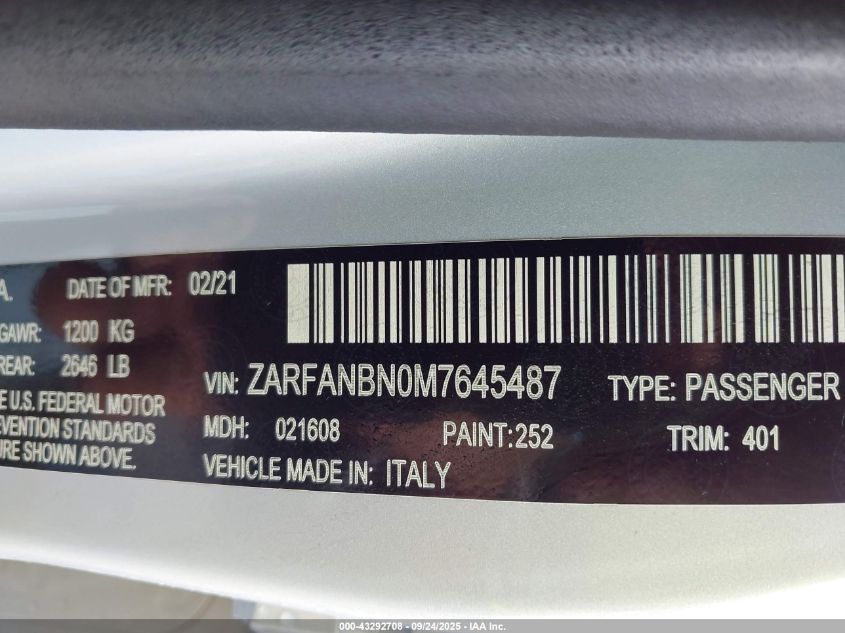 A. DATE OF MFR: 02/21
GAWR: 1200 KG
REAR: 2646 LB
VIN: ZARFANBN0M7645487 TYPE: PASSENGER
E U.S. FEDERAL MOTOR
EVENTION STANDARDS
URE SHOWN ABOVE.
MDH: 021608 PAINT:252 TRIM: 401
VEHICLE MADE IN: ITALY
000-43292708 - 09/24/2025 - IAA Inc.